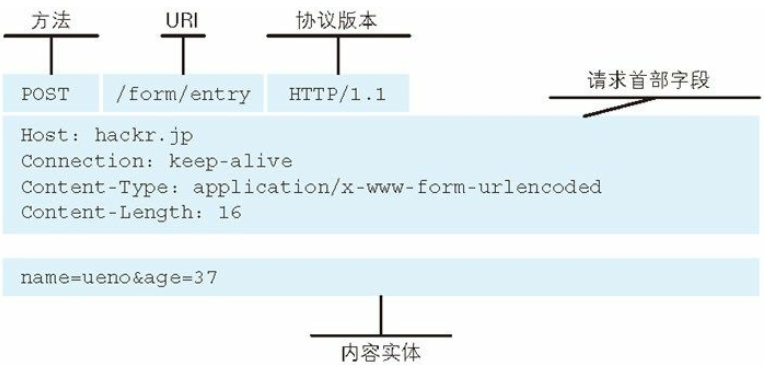 方法 URI 协议版本
POST /form/entry HTTP/1.1
请求首部字段
Host: hackr.jp
Connection: keep-alive
Content-Type: application/x-www-form-urlencoded
Content-Length: 16
name=ueno&age=37
内容实体